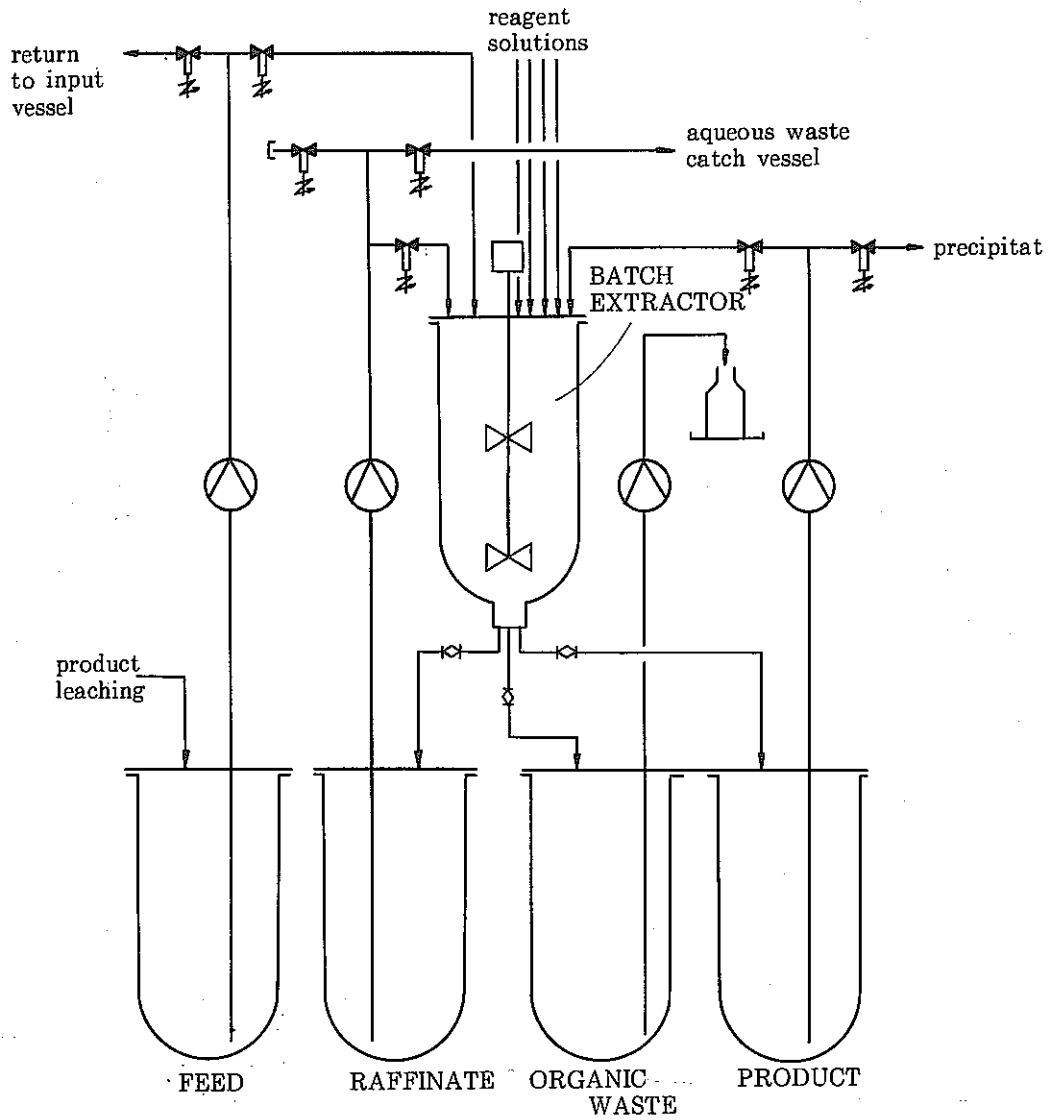 reagent
solutions
return
to input
vessel
aqueous waste
catch vessel
precipitat
BATCH
EXTRACTOR
product
leaching
FEED
RAFFINATE
ORGANIC
WASTE
PRODUCT